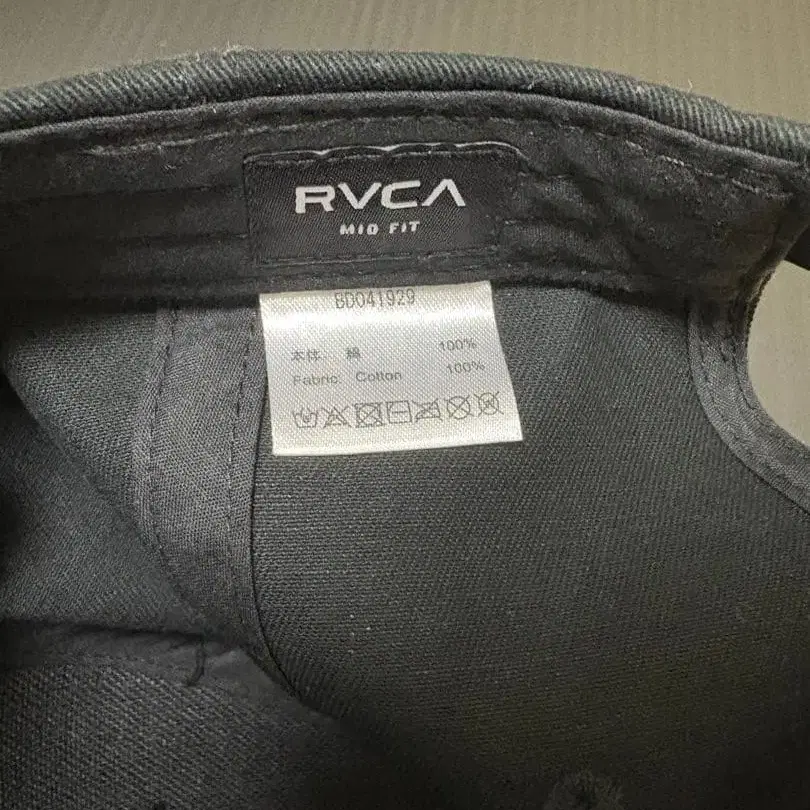 RVCA
MID FIT
BD041929
本体: 綿 100%
Fabric: Cotton 100%